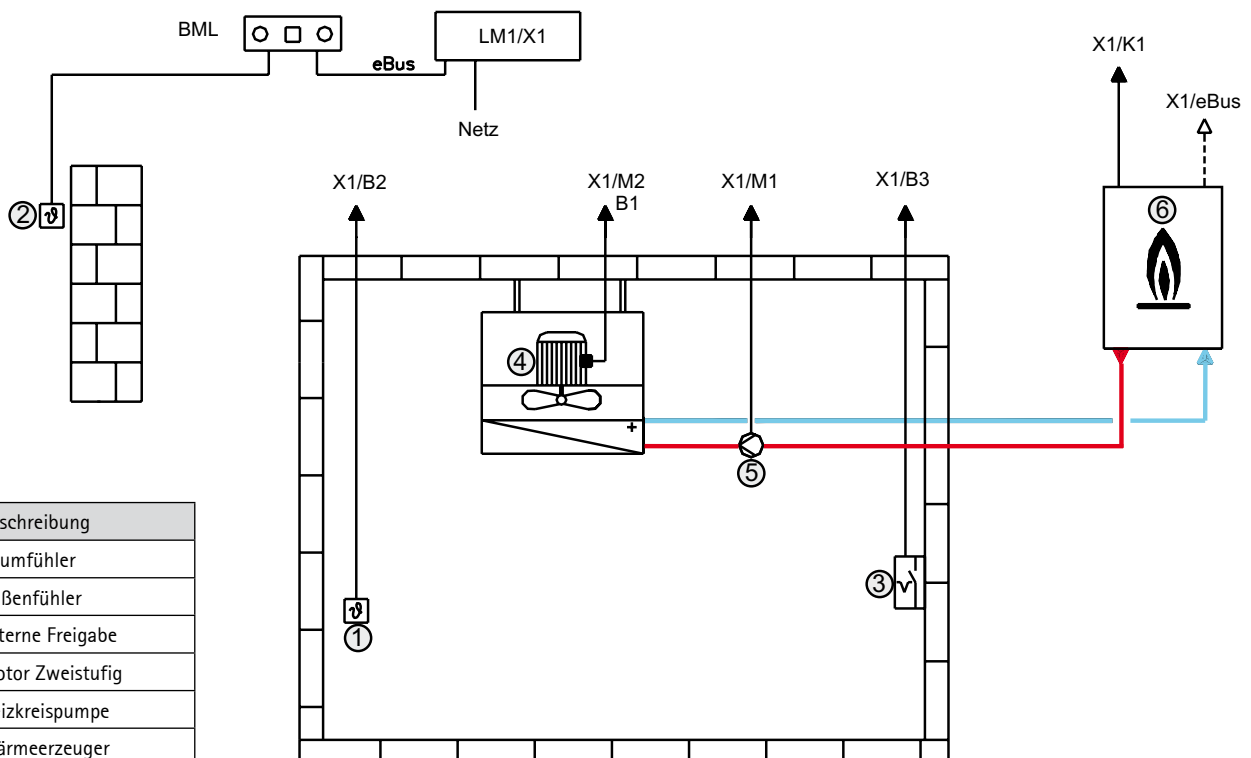 BML
LM1/X1
eBus
Netz
X1/K1
X1/eBus
X1/B2
X1/M2
B1
X1/M1
X1/B3
2
ϑ
6
4
+
5
3
ϑ
1
schreibung
umfühler
ßenfühler
terne Freigabe
otor Zweistufig
izkreispumpe
ärmeerzeuger